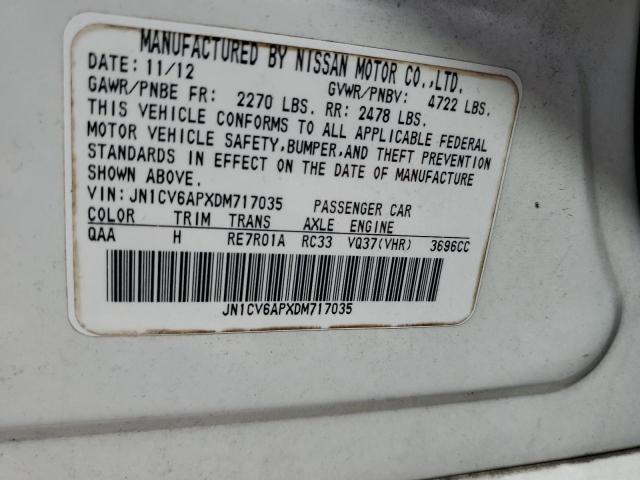 MANUFACTURED BY NISSAN MOTOR CO.,LTD.
DATE: 11/12 GVWR/PNBV: 4722 LBS.
GAWR/PNBE FR: 2270 LBS. RR: 2478 LBS.
THIS VEHICLE CONFORMS TO ALL APPLICABLE FEDERAL
MOTOR VEHICLE SAFETY,BUMPER,AND THEFT PREVENTION
STANDARDS IN EFFECT ON THE DATE OF MANUFACTURE
SHOWN ABOVE.
VIN:JN1CV6APXDM717035 PASSENGER CAR
COLOR TRIM TRANS AXLE ENGINE
QAA H RE7R01A RC33 VQ37(VHR) 3696CC
JN1CV6APXDM717035